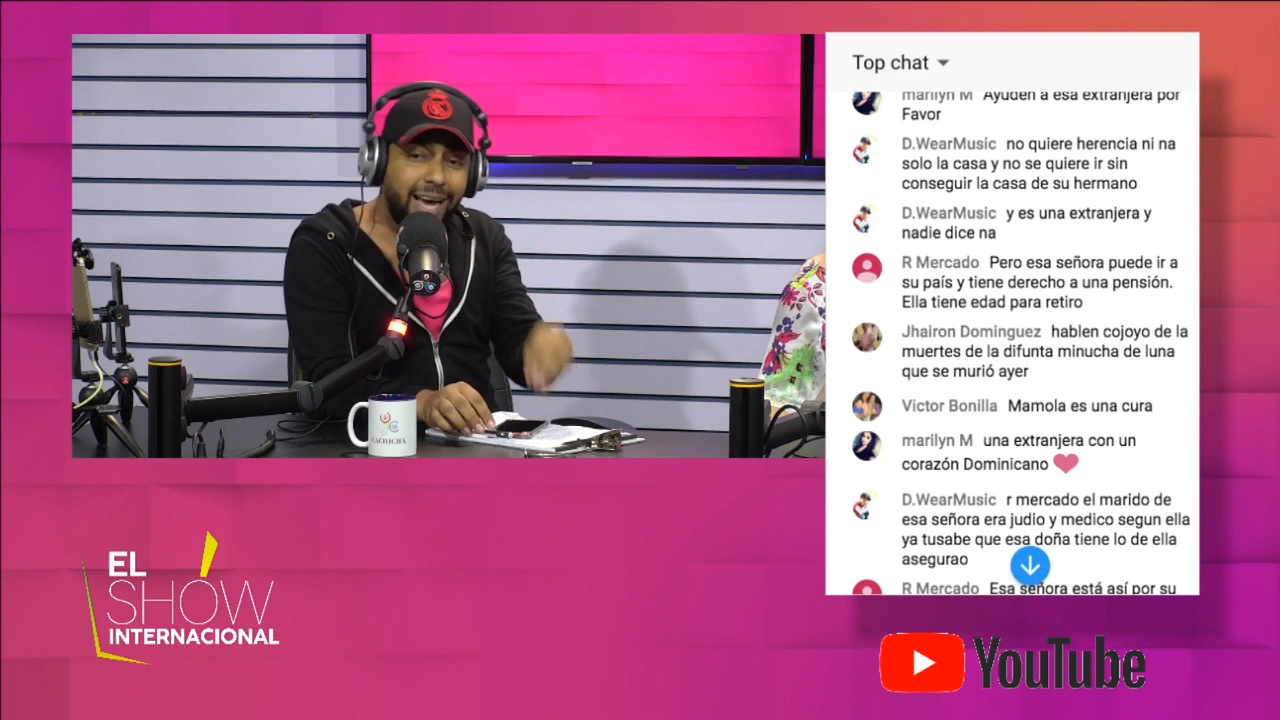 Top chat
marilyn M Ayuden a esa extranjera por
Favor
D.WearMusic no quiere herencia ni na
solo la casa y no se quiere ir sin
conseguir la casa de su hermano
D.WearMusic y es una extranjera y
nadie dice na
R Mercado Pero esa señora puede ir a
su país y tiene derecho a una pensión.
Ella tiene edad para retiro
Jhairon Dominguez hablen cojoyo de la
muertes de la difunta minucha de luna
que se murió ayer
Victor Bonilla Mamola es una cura
marilyn M una extranjera con un
corazón Dominicano
D.WearMusic r mercado el marido de
esa señora era judio y medico segun ella
ya tusabe que esa doña tiene lo de ella
asegurao
R Mercado Esa señora está así por su
CACHICHA
EL
SHOW
INTERNACIONAL
YouTube